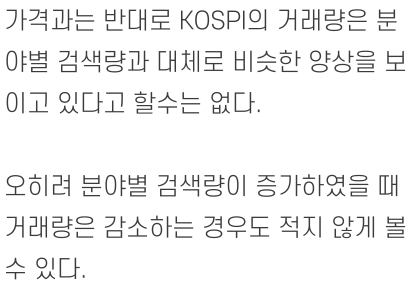 가격과는 반대로 KOSPI의 거래량은 분
야별 검색량과 대체로 비슷한 양상을 보
이고 있다고 할수는 없다.
오히려 분야별 검색량이 증가하였을 때
거래량은 감소하는 경우도 적지 않게 볼
수 있다.